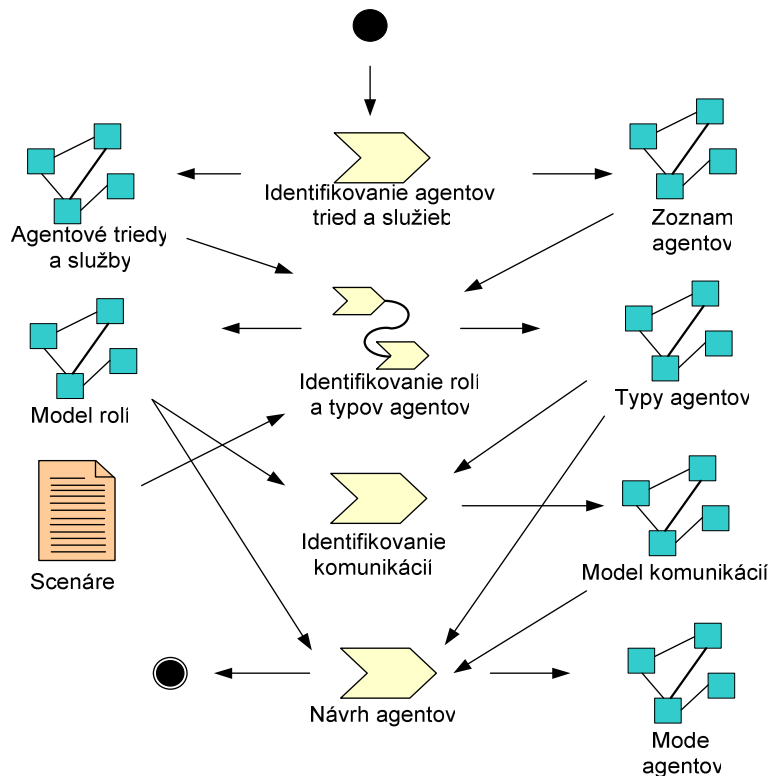 Identifikovanie agentov
tried a služieb
Agentové triedy
a služby
Zoznam
agentov
Identifikovanie rolí
a typov agentov
Model rolí
Typy agentov
Identifikovanie
komunikácií
Scenáre
Model komunikácií
Návrh agentov
Mode
agentov